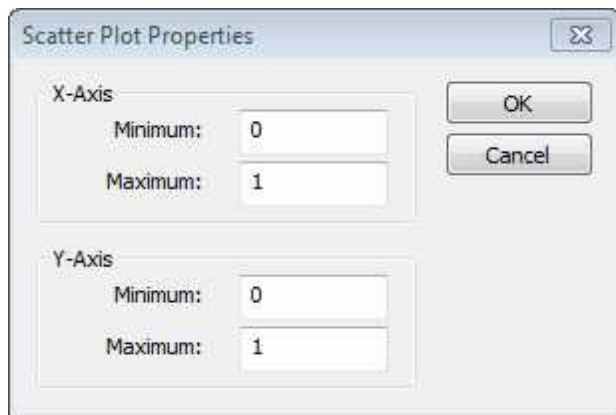 Scatter Plot Properties
X-Axis
Minimum: 0
Maximum: 1
OK
Cancel
Y-Axis
Minimum: 0
Maximum: 1